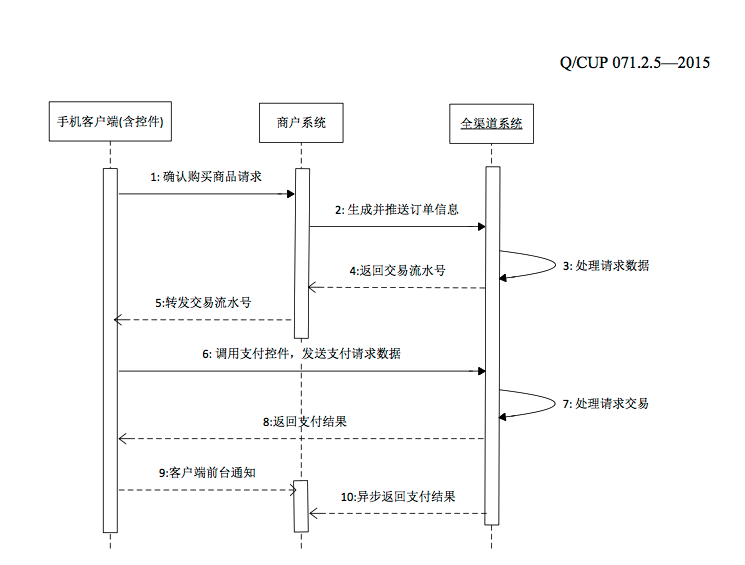 Q/CUP 071.2.5—2015
手机客户端(含控件)
商户系统
全渠道系统
1: 确认购买商品请求
2: 生成并推送订单信息
3: 处理请求数据
4:返回交易流水号
5:转发交易流水号
6: 调用支付控件，发送支付请求数据
7: 处理请求交易
8:返回支付结果
9:客户端前台通知
10:异步返回支付结果